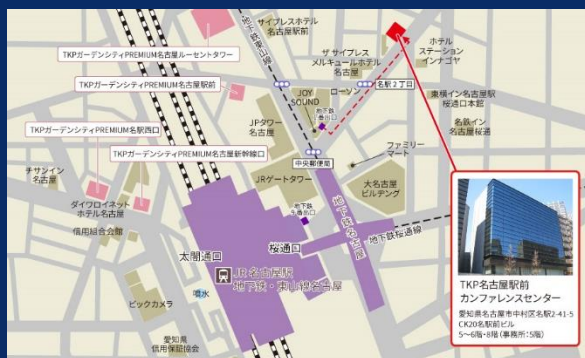 サイプレスホテル
名古屋駅前
地下鉄東山線
ザ サイプレス
メルキュールホテル
名古屋
ホテル
ステーション
インナゴヤ
TKPガーデンシティPREMIUM名古屋ルーセントタワー
TKPガーデンシティPREMIUM名古屋駅前
JOY
SOUND
ローソン
名駅2丁目
東横イン名古屋駅
桜通口本館
名鉄イン
名古屋桜通
TKPガーデンシティPREMIUM名駅西口
JPタワー
名古屋
TKPガーデンシティPREMIUM名古屋新幹線口
中央郵便局
ファミリー
マート
チサンイン
名古屋
JRゲートタワー
大名古屋
ビルヂング
ダイワロイネット
ホテル名古屋
信用組合会館
地下鉄名古屋
桜通口
地下鉄桜通線
太閤通口
JR 名古屋駅
地下鉄・東山線名古屋
噴水
ビックカメラ
愛知県
信用保証協会
TKP名古屋駅前
カンファレンスセンター
愛知県名古屋市中村区名駅2-41-5
CK20名駅前ビル
5～6階・8階（事務所：5階）